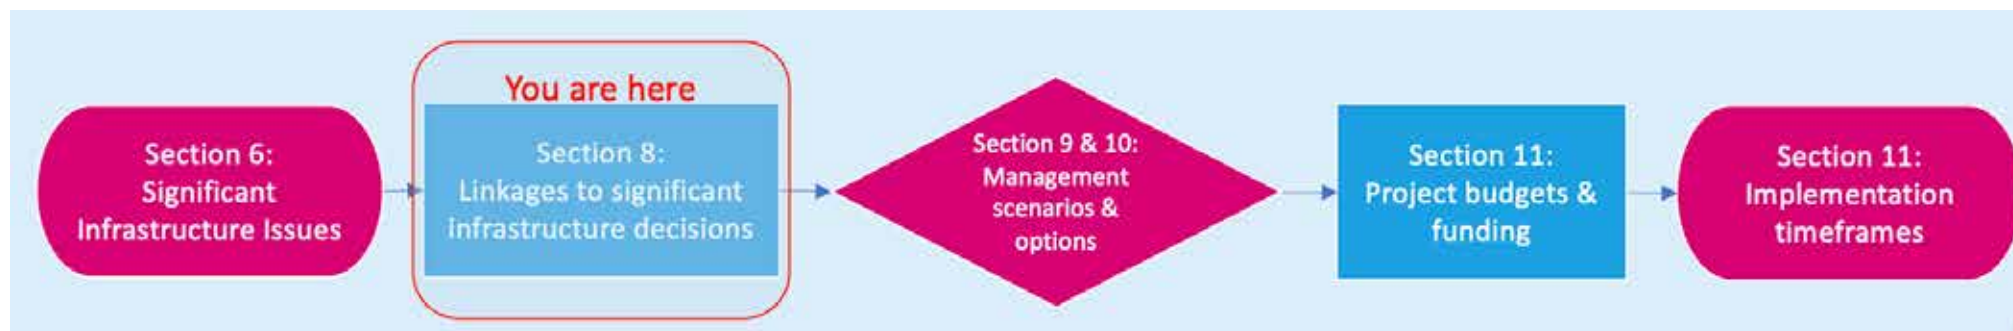 You are here
Section 6:
Significant
Infrastructure Issues
Section 8:
Linkages to significant
infrastructure decisions
Section 9 & 10:
Management
scenarios &
options
Section 11:
Project budgets &
funding
Section 11:
Implementation
timeframes